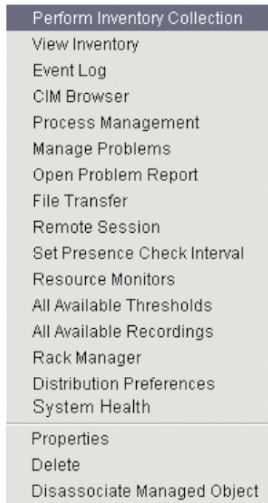 Perform Inventory Collection
View Inventory
Event Log
CIM Browser
Process Management
Manage Problems
Open Problem Report
File Transfer
Remote Session
Set Presence Check Interval
Resource Monitors
All Available Thresholds
All Available Recordings
Rack Manager
Distribution Preferences
System Health
Properties
Delete
Disassociate Managed Object